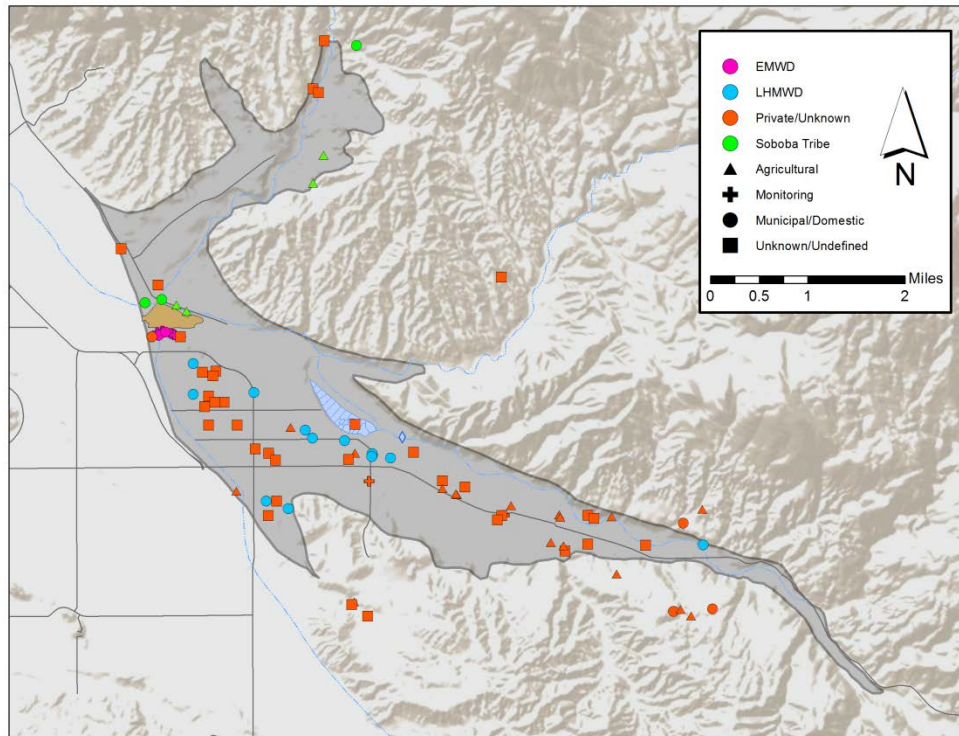 EMWD
LHMWD
Private/Unknown
Soboba Tribe
Agricultural
Monitoring
Municipal/Domestic
Unknown/Undefined
N
Miles
0 0.5 1 2